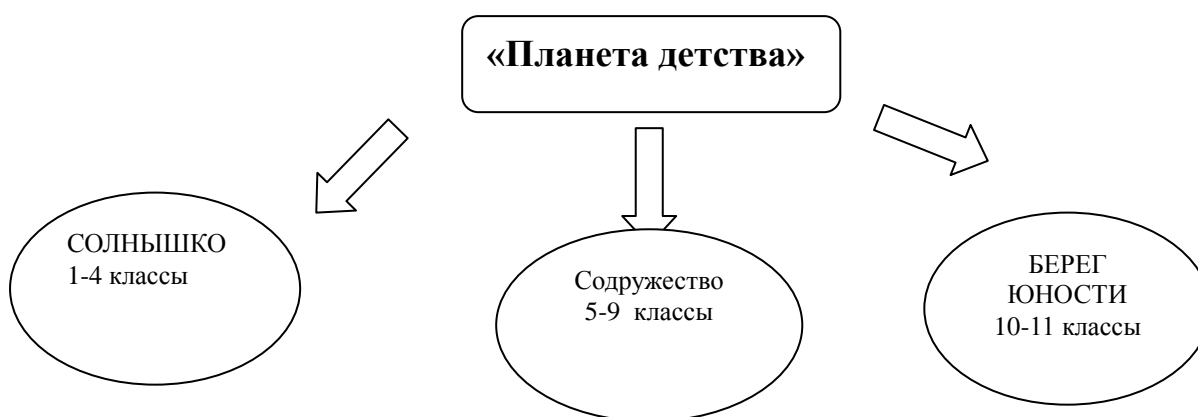 «Планета детства»
СОЛНЫШКО
1-4 классы
Содружество
5-9 классы
БЕРЕГ
ЮНОСТИ
10-11 классы